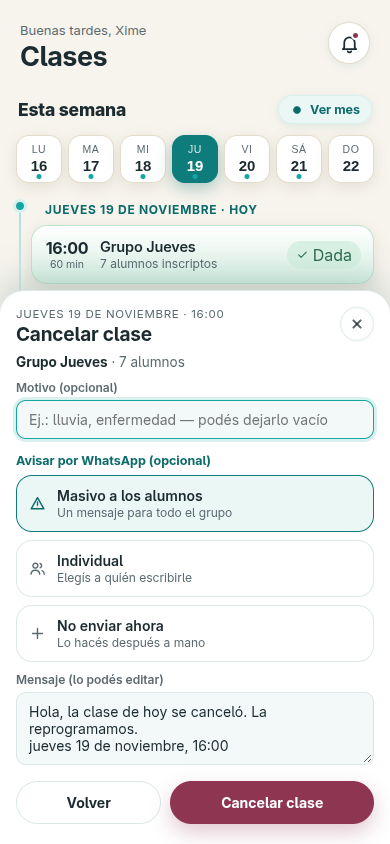 Buenas tardes, Xime
Clases
Esta semana
Ver mes
LU
16
MA
17
MI
18
JU
19
VI
20
SÁ
21
DO
22
JUEVES 19 DE NOVIEMBRE · HOY
16:00
60 min
Grupo Jueves
7 alumnos inscriptos
Dada
JUEVES 19 DE NOVIEMBRE · 16:00
Cancelar clase
Grupo Jueves · 7 alumnos
Motivo (opcional)
Ej.: lluvia, enfermedad — podés dejarlo vacío
Avisar por WhatsApp (opcional)
Masivo a los alumnos
Un mensaje para todo el grupo
Individual
Elegís a quién escribirle
No enviar ahora
Lo hacés después a mano
Mensaje (lo podés editar)
Hola, la clase de hoy se canceló. La
reprogramamos.
jueves 19 de noviembre, 16:00
Volver
Cancelar clase